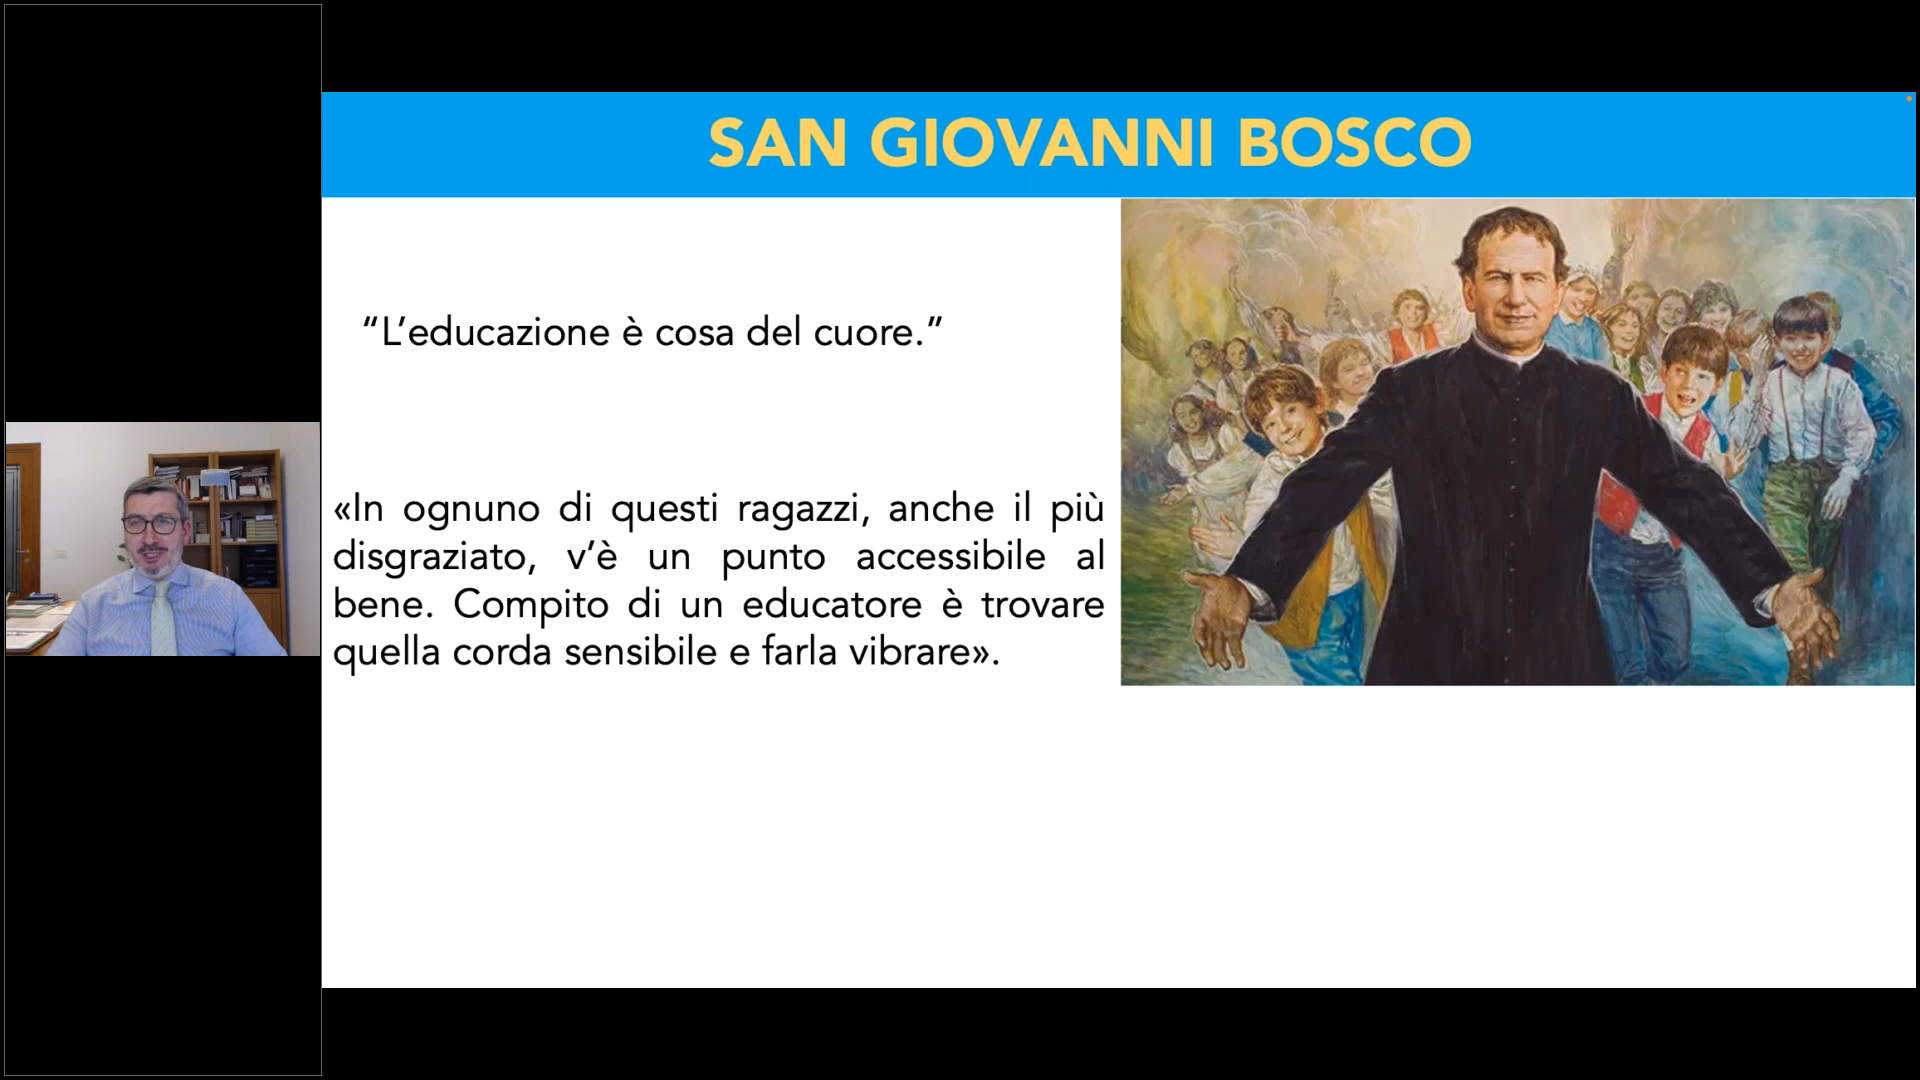 SAN GIOVANNI BOSCO
“L’educazione è cosa del cuore.”
«In ognuno di questi ragazzi, anche il più
disgraziato, v’è un punto accessibile al
bene. Compito di un educatore è trovare
quella corda sensibile e farla vibrare».